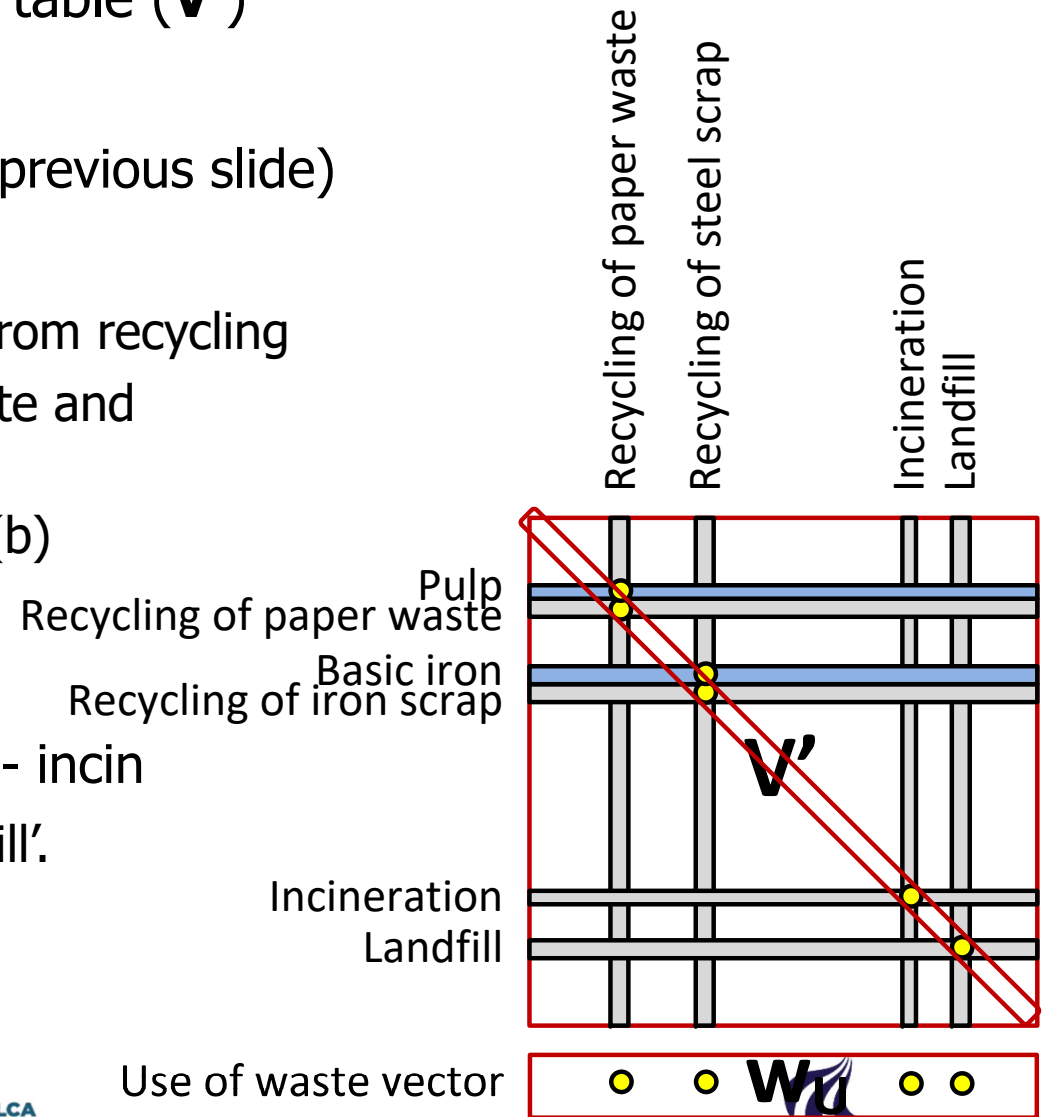 table (V')
previous slide)
rom recycling
te and
(b)
- incin
ill'.
Recycling of paper waste
Recycling of steel scrap
Incineration
Landfill
Pulp
Recycling of paper waste
Basic iron
Recycling of iron scrap
V'
Incineration
Landfill
Use of waste vector
WU
LCA